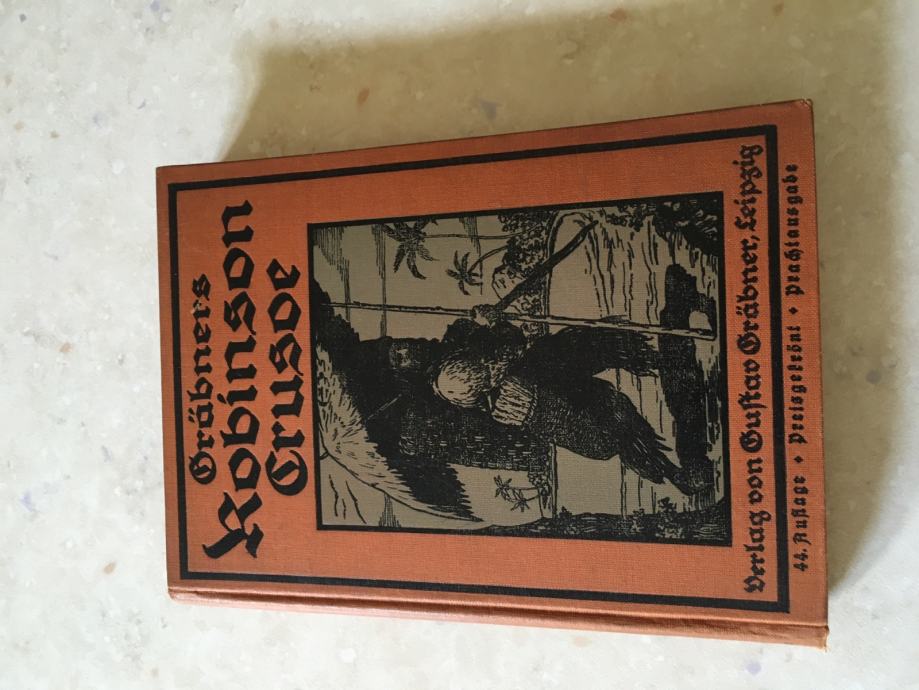 Gräbners
Robinson
Crusoe
Verlag von Gustav Gräbner, Leipzig
44. Auflage • Preisgekrönt • Prachtausgabe